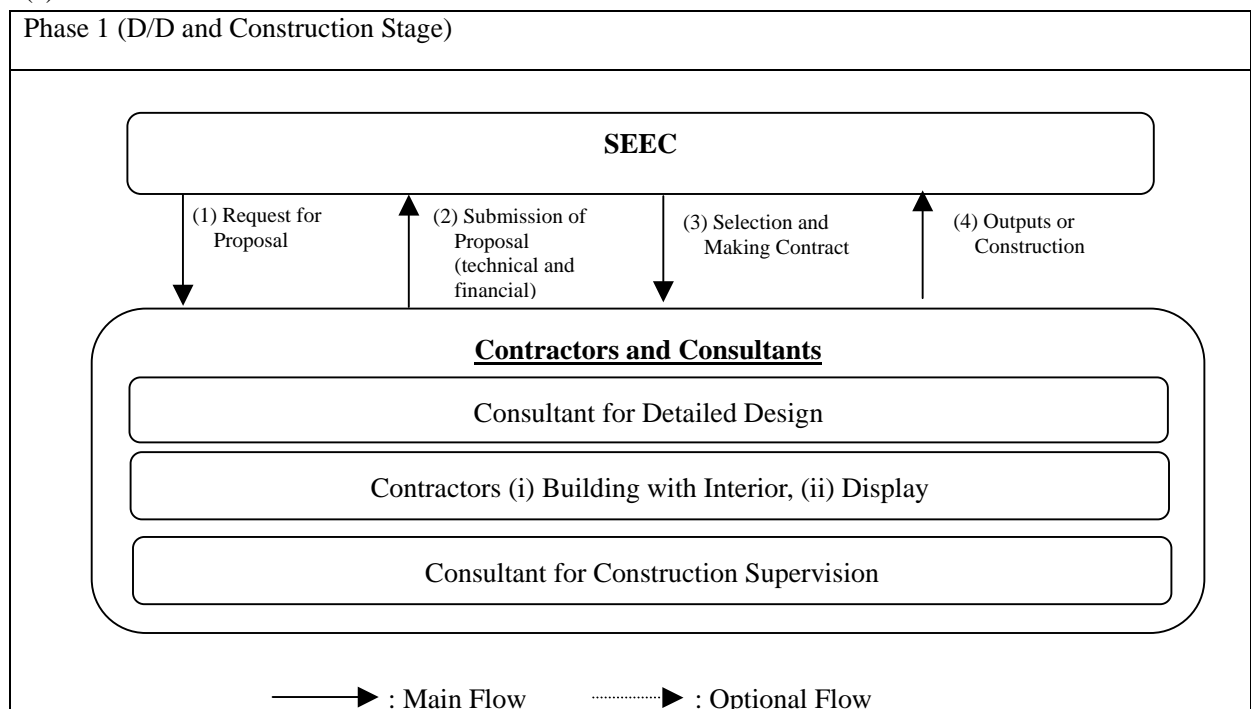 Phase 1 (D/D and Construction Stage)
SEEC
(1) Request for
Proposal
(2) Submission of
Proposal
(technical and
financial)
(3) Selection and
Making Contract
(4) Outputs or
Construction
Contractors and Consultants
Consultant for Detailed Design
Contractors (i) Building with Interior, (ii) Display
Consultant for Construction Supervision
: Main Flow
: Optional Flow